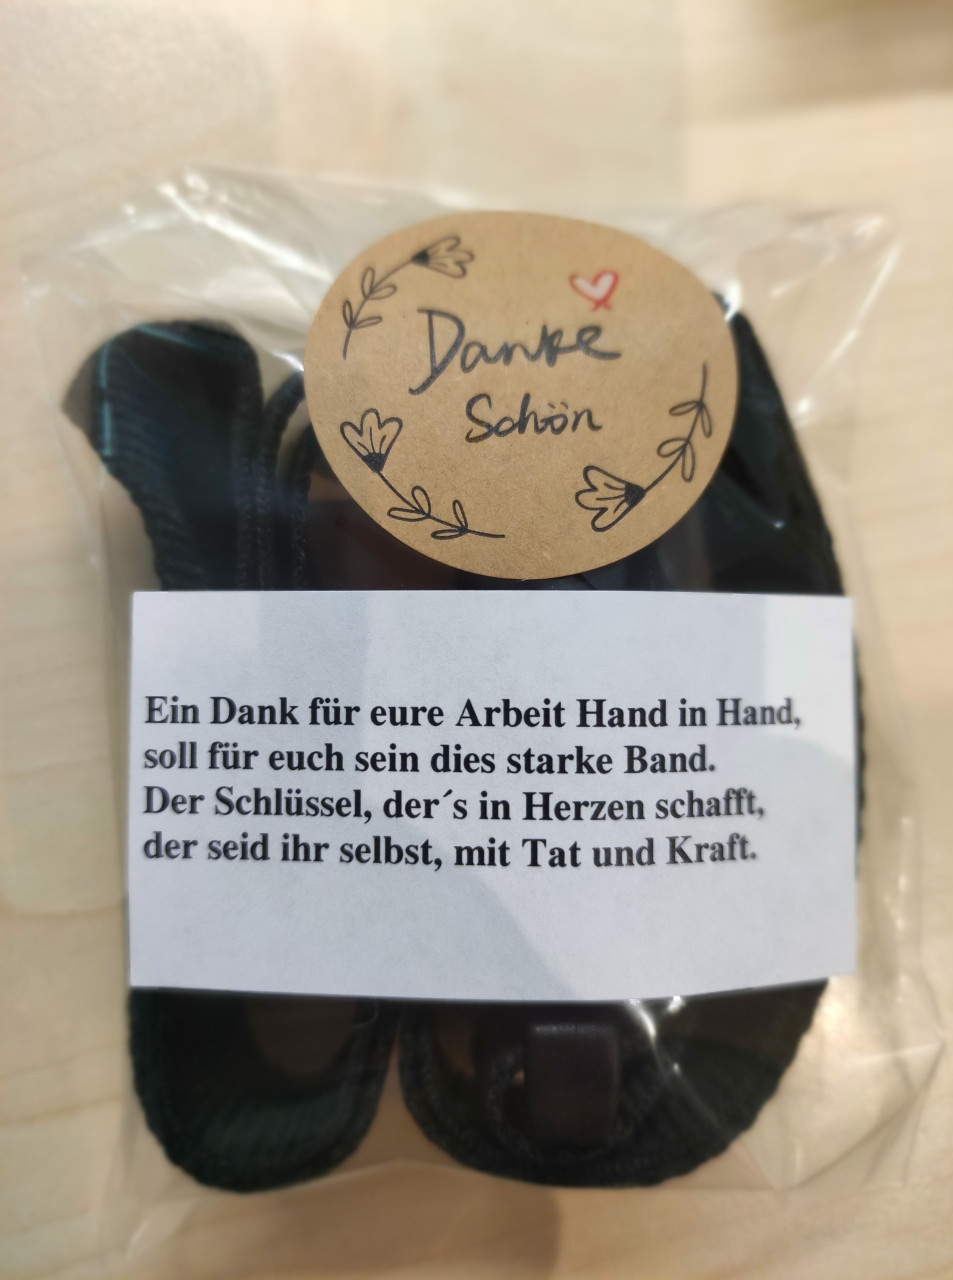 Danke
Schön
Ein Dank für eure Arbeit Hand in Hand,
soll für euch sein dies starke Band.
Der Schlüssel, der´s in Herzen schafft,
der seid ihr selbst, mit Tat und Kraft.